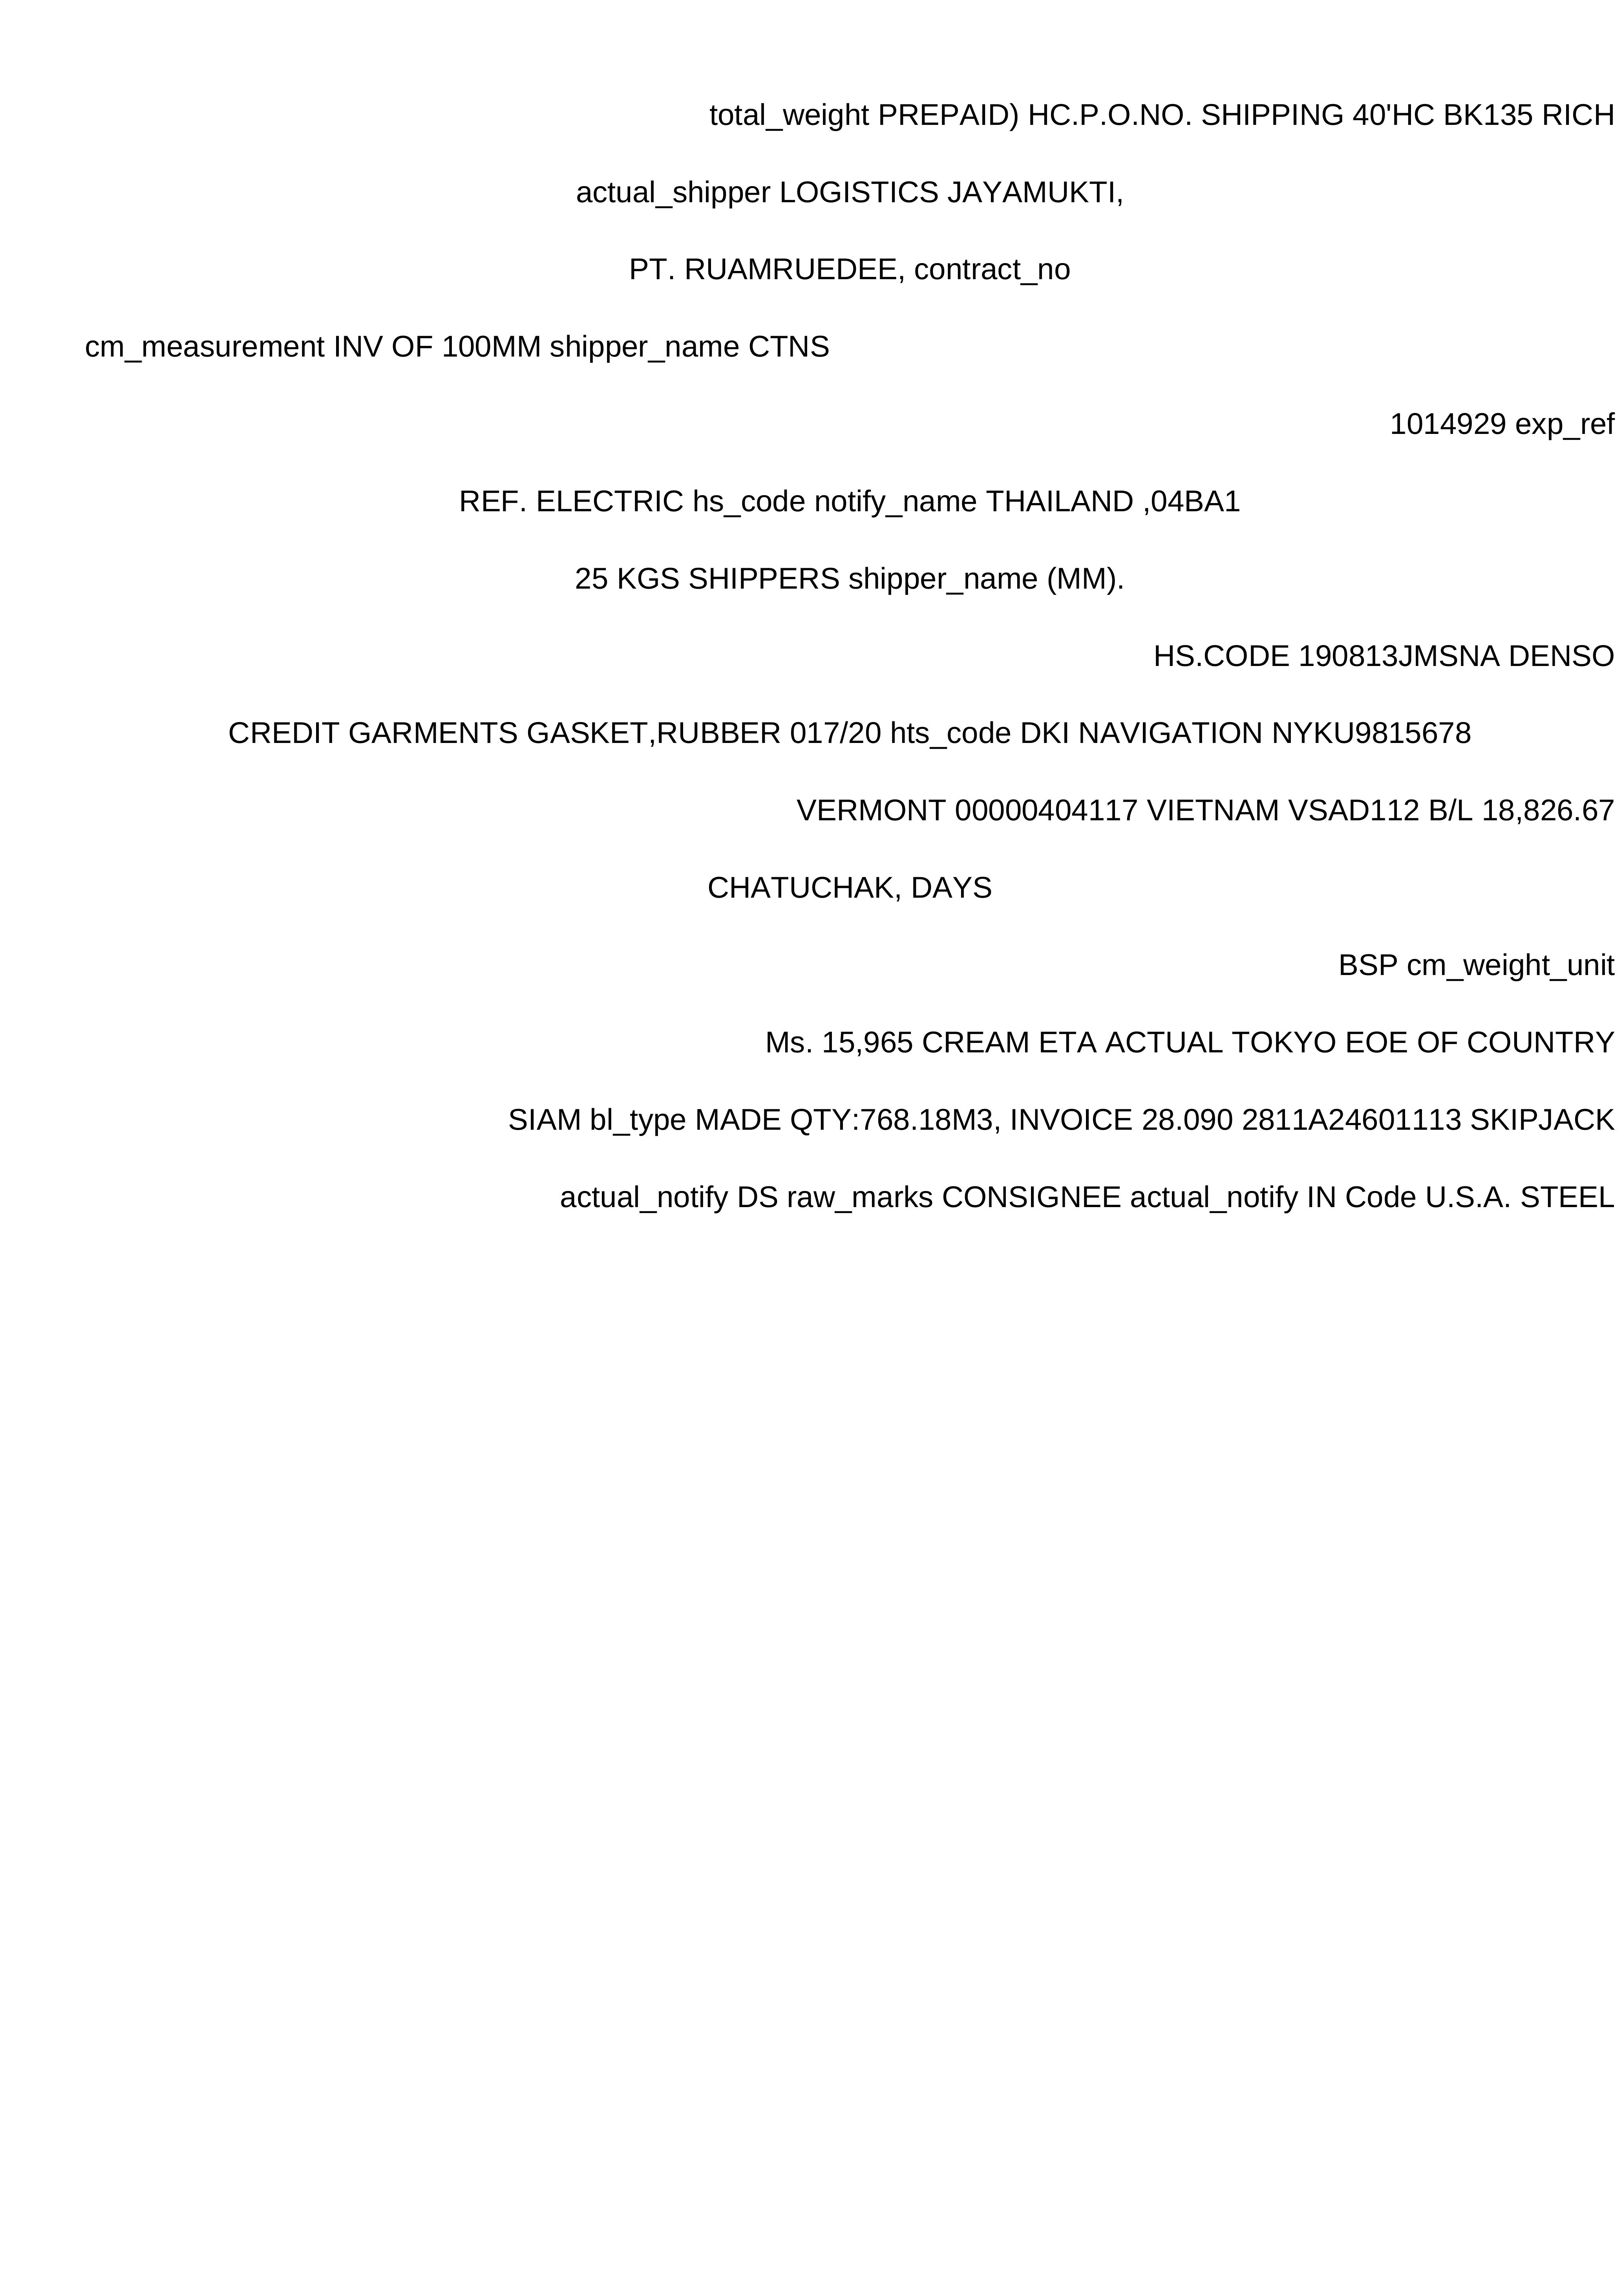 total_weight PREPAID) HC.P.O.NO. SHIPPING 40'HC BK135 RICH
actual_shipper LOGISTICS JAYAMUKTI,
PT. RUAMRUEDEE, contract_no
cm_measurement INV OF 100MM shipper_name CTNS
1014929 exp_ref
REF. ELECTRIC hs_code notify_name THAILAND ,04BA1
25 KGS SHIPPERS shipper_name (MM).
HS.CODE 190813JMSNA DENSO
CREDIT GARMENTS GASKET,RUBBER 017/20 hts_code DKI NAVIGATION NYKU9815678
VERMONT 00000404117 VIETNAM VSAD112 B/L 18,826.67
CHATUCHAK, DAYS
BSP cm_weight_unit
Ms. 15,965 CREAM ETA ACTUAL TOKYO EOE OF COUNTRY
SIAM bl_type MADE QTY:768.18M3, INVOICE 28.090 2811A24601113 SKIPJACK
actual_notify DS raw_marks CONSIGNEE actual_notify IN Code U.S.A. STEEL